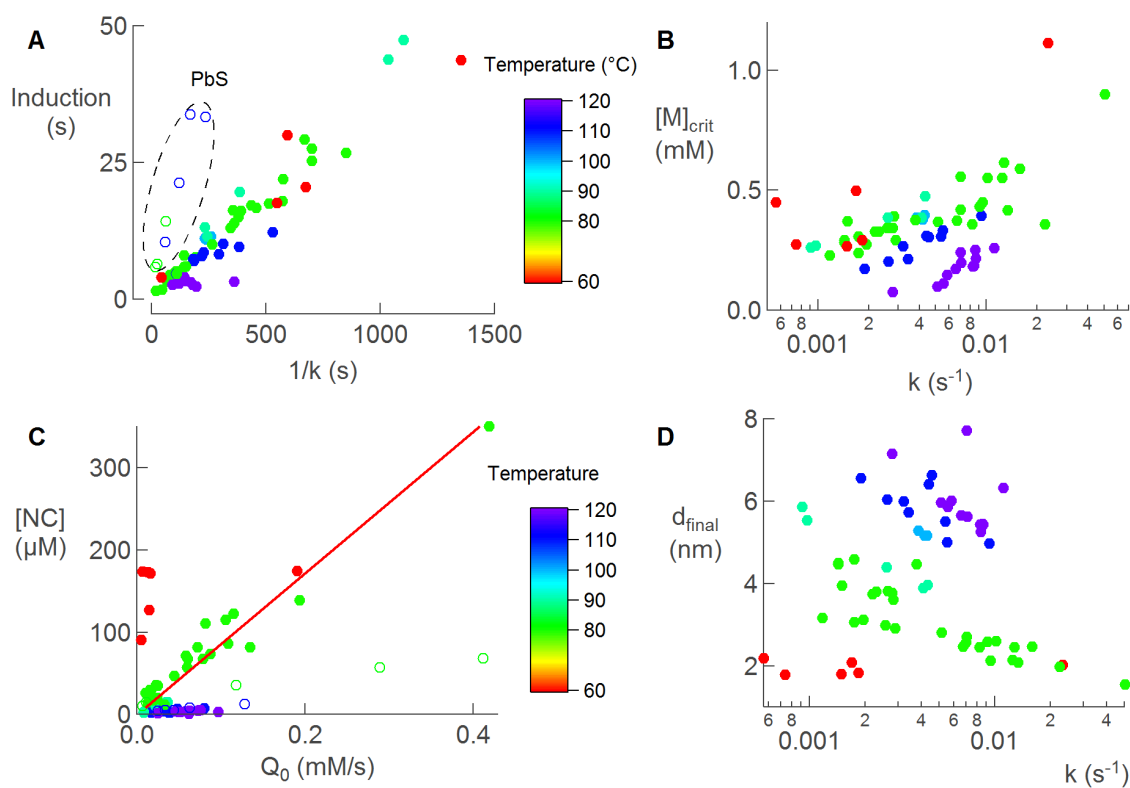 A
50
25
0
Induction
(s)
PbS
0
500
1000
1500
1/k (s)
Temperature (°C)
120
110
100
90
80
70
60
B
1.0
0.5
0.0
[M]crit
(mM)
6 8 2 4 6 8 2 4 6
0.001 0.01
k (s-1)
C
300
200
100
0
[NC]
(µM)
0.0 0.2 0.4
Q0 (mM/s)
Temperature
120
110
100
90
80
70
60
D
8
6
4
2
dfinal
(nm)
6 8 2 4 6 8 2 4
0.001 0.01
k (s-1)